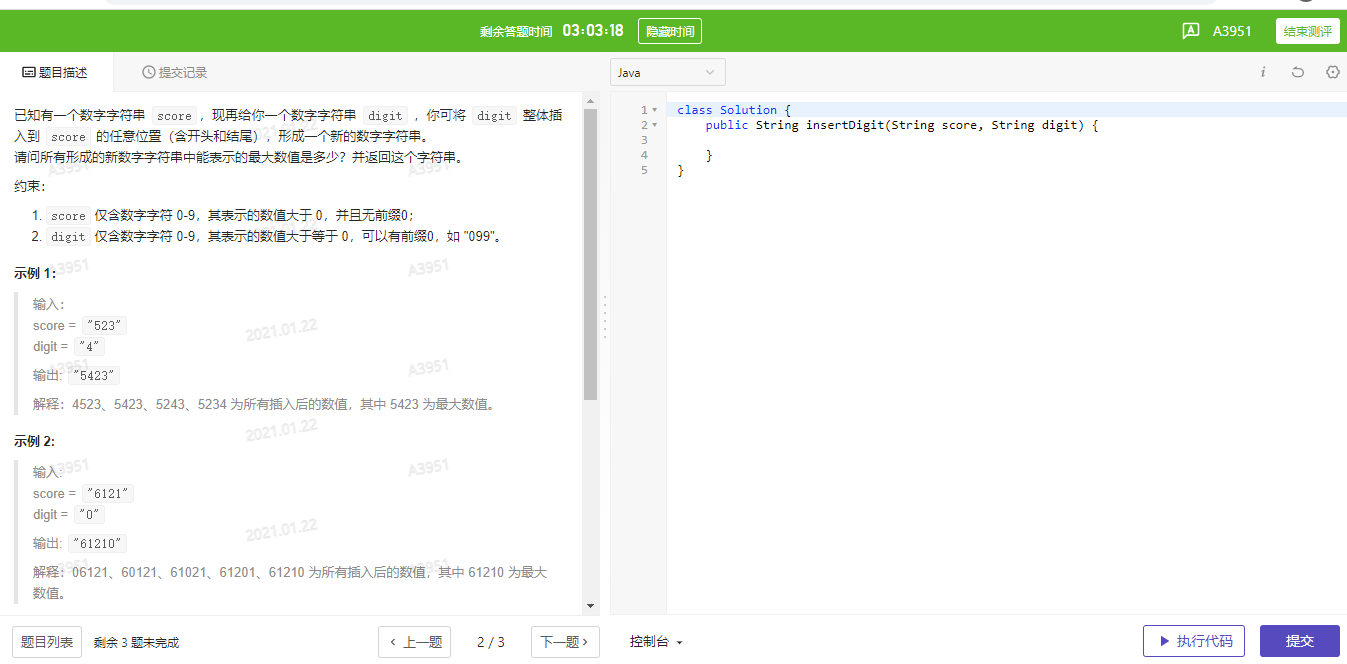 剩余答题时间 03:03:18 隐藏时间 A3951 结束测评
题目描述 提交记录 Java
已知有一个数字字符串 score ，现再给你一个数字字符串 digit ，你可将 digit 整体插
入到 score 的任意位置（含开头和结尾），形成一个新的数字字符串。
请问所有形成的新数字字符串中能表示的最大数值是多少？并返回这个字符串。
约束：
1. score 仅含数字字符 0-9，其表示的数值大于 0，并且无前缀0；
2. digit 仅含数字字符 0-9，其表示的数值大于等于 0，可以有前缀0，如 "099"。
示例 1：
输入：
score = "523"
digit = "4"
输出："5423"
解释：4523、5423、5243、5234 为所有插入后的数值，其中 5423 为最大数值。
示例 2：
输入：
score = "6121"
digit = "0"
输出："61210"
解释：06121、60121、61021、61201、61210 为所有插入后的数值，其中 61210 为最大
数值。
1 class Solution {
2 public String insertDigit(String score, String digit) {
3
4 }
5 }
A3951
A3951
A3951
A3951
2021.01.22
A3951
A3951
2021.01.22
A3951
A3951
2021.01.22
A3951
A3951
题目列表 剩余 3 题未完成 上一题 2 / 3 下一题 控制台 执行代码 提交